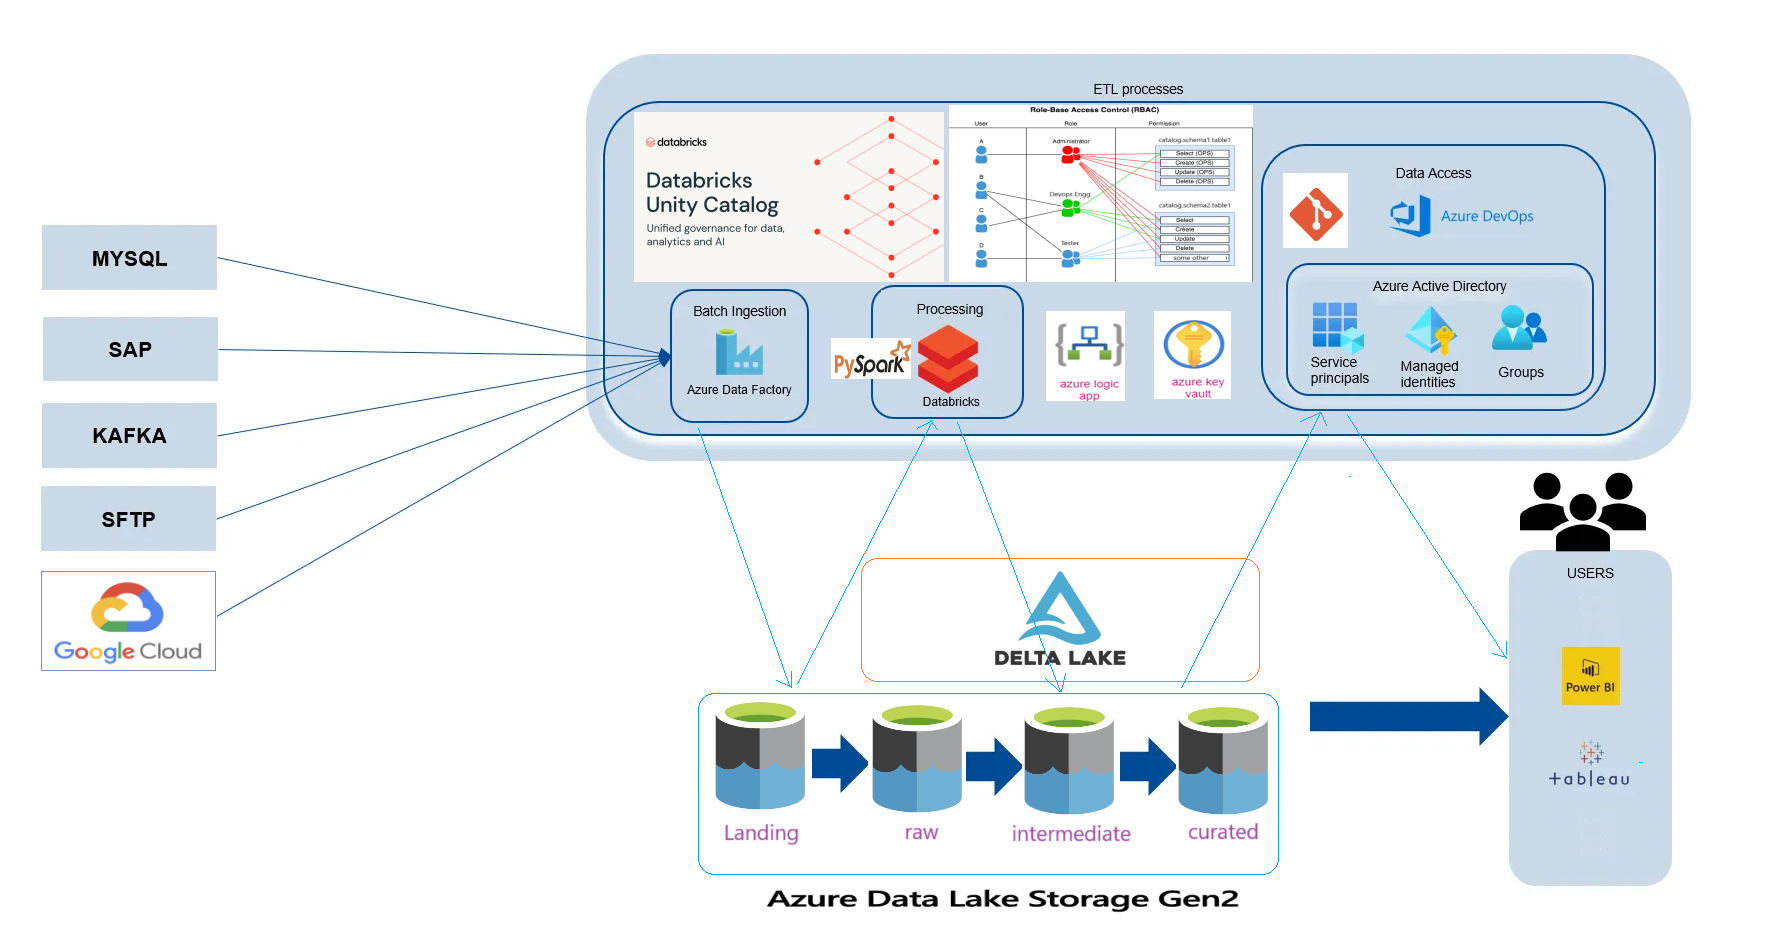 ETL processes
databricks
Databricks
Unity Catalog
Unified governance for data,
analytics and AI
Role-Base Access Control (RBAC)
User
Role
Permission
A
Administrator
catalog.schema1.table1
Select (OPS)
Create (OPS)
Update (OPS)
Delete (OPS)
B
Devops Engg
C
catalog.schema2.table1
Select
Create
Update
Delete
some other
D
Tester
Data Access
Azure DevOps
Azure Active Directory
Service
principals
Managed
identities
Groups
MYSQL
SAP
KAFKA
SFTP
Google Cloud
Batch Ingestion
Azure Data Factory
Processing
PySpark
Databricks
azure logic
app
azure key
vault
DELTA LAKE
USERS
Power BI
+ableau
Landing
raw
intermediate
curated
Azure Data Lake Storage Gen2